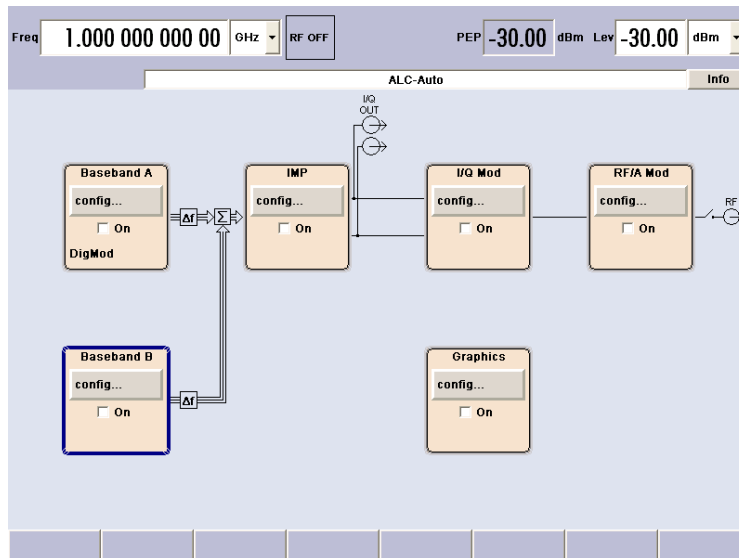 Freq 1.000 000 000 00 GHz RF OFF PEP -30.00 dBm Lev -30.00 dBm
ALC-Auto Info
I/Q
OUT
Baseband A IMP I/Q Mod RF/A Mod
config... config... config... config...
RF
Δf Σ
On On On On
DigMod
Baseband B Graphics
config... config...
Δf
On On